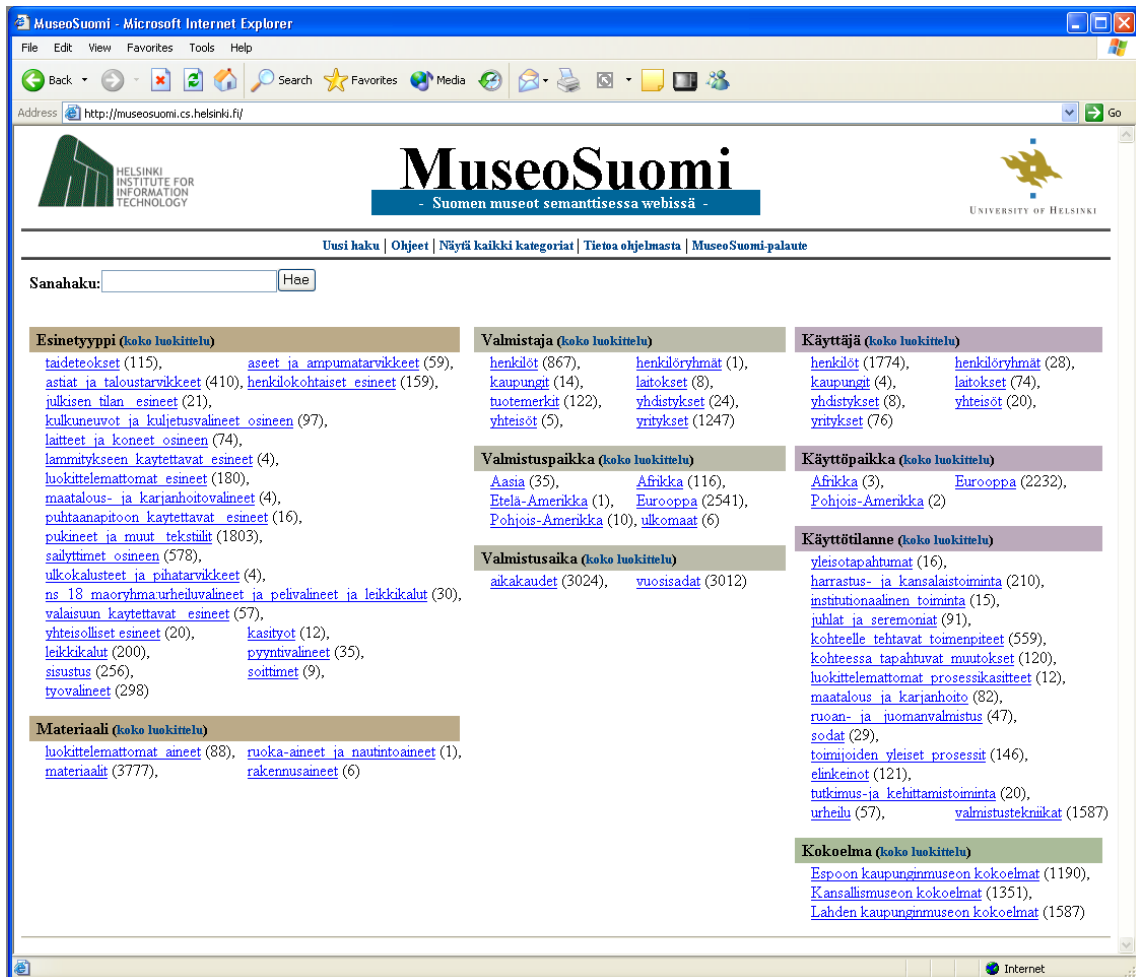 MuseoSuomi - Microsoft Internet Explorer
File Edit View Favorites Tools Help
Back Search Favorites Media
Address http://museosuomi.cs.helsinki.fi/ Go
HELSINKI
INSTITUTE FOR
INFORMATION
TECHNOLOGY
MuseoSuomi
- Suomen museot semanttisessa webissä -
UNIVERSITY OF HELSINKI
Uusi haku | Ohjeet | Näytä kaikki kategoriat | Tietoa ohjelmasta | MuseoSuomi-palaute
Sanahaku: Hae
Esinetyyppi (koko luokittelu)
taideteokset (115), aseet ja ampumatarvikkeet (59),
astiat ja taloustarvikkeet (410), henkilokohtaiset esineet (159),
julkisen tilan esineet (21),
kulkuneuvot ja kuljetusvalineet osineen (97),
laitteet ja koneet osineen (74),
lammitykseen kaytettavat esineet (4),
luokittelemattomat esineet (180),
maatalous- ja karjanhoitovalineet (4),
puhtaanapitoon kaytettavat esineet (16),
pukineet ja muut tekstiilit (1803),
sailyttimet osineen (578),
ulkokalusteet ja pihatarvikkeet (4),
ns 18 maoryhma:urheiluvalineet ja pelivalineet ja leikkikalut (30),
valaisuun kaytettavat esineet (57),
yhteisolliset esineet (20), kasityot (12),
leikkikalut (200), pyyntivalineet (35),
sisustus (256), soittimet (9),
tyovalineet (298)
Materiaali (koko luokittelu)
luokittelemattomat aineet (88), ruoka-aineet ja nautintoaineet (1),
materiaalit (3777), rakennusaineet (6)
Valmistaja (koko luokittelu)
henkilöt (867), henkilöryhmät (1),
kaupungit (14), laitokset (8),
tuotemerkit (122), yhdistykset (24),
yhteisöt (5), yritykset (1247)
Valmistuspaikka (koko luokittelu)
Aasia (35), Afrikka (116),
Etelä-Amerikka (1), Eurooppa (2541),
Pohjois-Amerikka (10), ulkomaat (6)
Valmistusaika (koko luokittelu)
aikakaudet (3024), vuosisadat (3012)
Käyttäjä (koko luokittelu)
henkilöt (1774), henkilöryhmät (28),
kaupungit (4), laitokset (74),
yhdistykset (8), yhteisöt (20),
yritykset (76)
Käyttöpaikka (koko luokittelu)
Afrikka (3), Eurooppa (2232),
Pohjois-Amerikka (2)
Käyttötilanne (koko luokittelu)
yleisotapahtumat (16),
harrastus- ja kansalaistoiminta (210),
institutionaalinen toiminta (15),
juhlat ja seremoniat (91),
kohteelle tehtavat toimenpiteet (559),
kohteessa tapahtuvat muutokset (120),
luokittelemattomat prosessikasitteet (12),
maatalous ja karjanhoito (82),
ruoan- ja juomanvalmistus (47),
sodat (29),
toimijoiden yleiset prosessit (146),
elinkeinot (121),
tutkimus-ja kehittamistoiminta (20),
urheilu (57), valmistustekniikat (1587)
Kokoelma (koko luokittelu)
Espoon kaupunginmuseon kokoelmat (1190),
Kansallismuseon kokoelmat (1351),
Lahden kaupunginmuseon kokoelmat (1587)
Internet